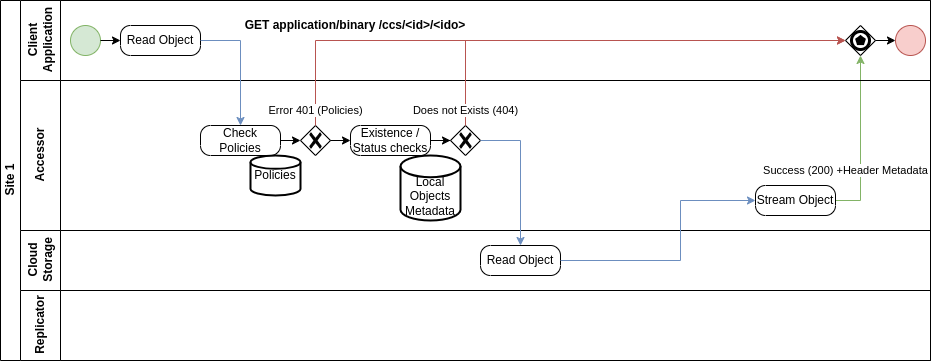 GET application/binary /ccs/<id>/<ido>
Site 1
Client
Application
Read Object
Accessor
Error 401 (Policies)
Does not Exists (404)
Check
Policies
Existence /
Status checks
Policies
Local
Objects
Metadata
Success (200) +Header Metadata
Stream Object
Cloud
Storage
Read Object
Replicator